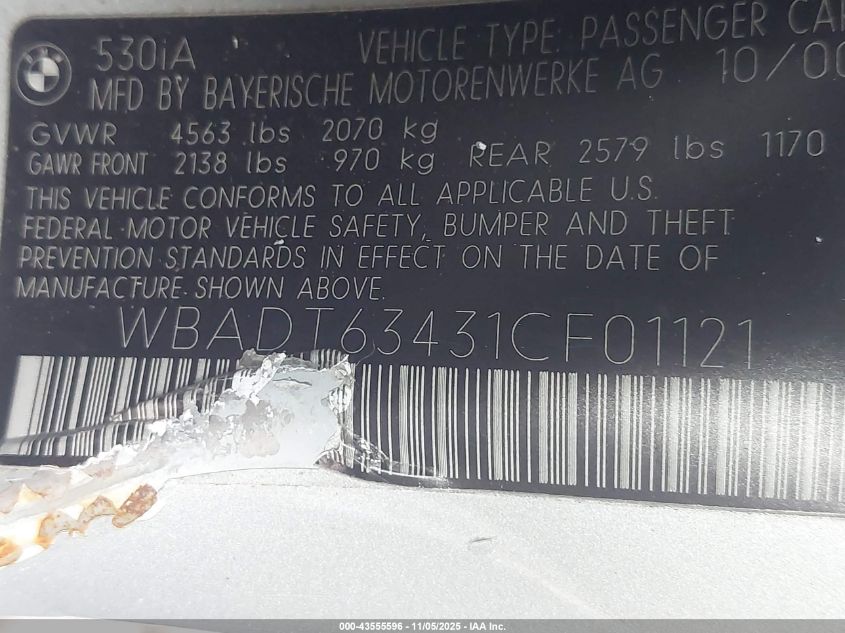 530iA VEHICLE TYPE PASSENGER CAR
MFD BY BAYERISCHE MOTORENWERKE AG 10/00
GVWR 4563 lbs 2070 kg
GAWR FRONT 2138 lbs 970 kg REAR 2579 lbs 1170
THIS VEHICLE CONFORMS TO ALL APPLICABLE U.S.
FEDERAL MOTOR VEHICLE SAFETY, BUMPER AND THEFT
PREVENTION STANDARDS IN EFFECT ON THE DATE OF
MANUFACTURE SHOWN ABOVE.
WBADT63431CF01121
000-43555596 - 11/05/2025 - IAA Inc.